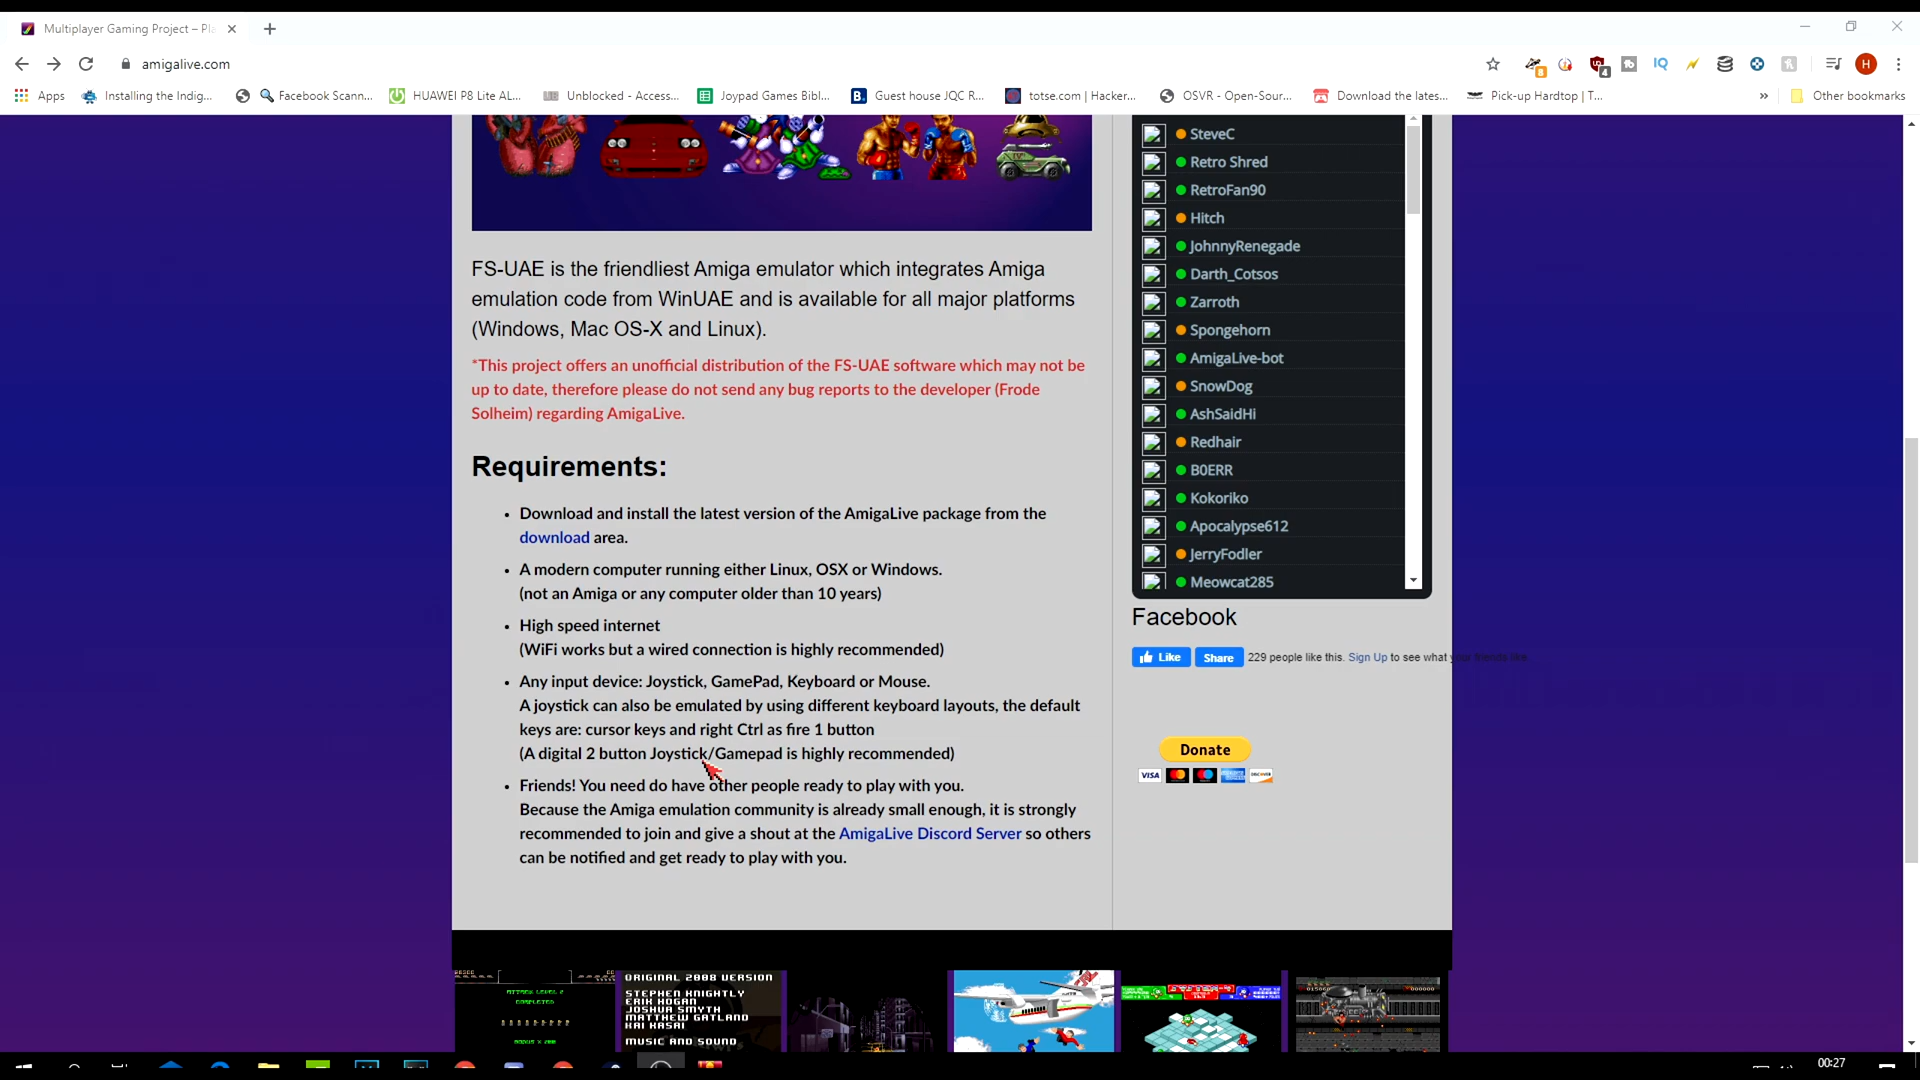 Multiplayer Gaming Project – Pla
amigalive.com
Apps
Installing the Indig...
Facebook Scann...
HUAWEI P8 Lite AL...
Unblocked - Access...
Joypad Games Bibl...
Guest house JQC R...
totse.com | Hacker...
OSVR - Open-Sour...
Download the lates...
Pick-up Hardtop | T...
Other bookmarks
FS-UAE is the friendliest Amiga emulator which integrates Amiga
emulation code from WinUAE and is available for all major platforms
(Windows, Mac OS-X and Linux).
*This project offers an unofficial distribution of the FS-UAE software which may not be
up to date, therefore please do not send any bug reports to the developer (Frode
Solheim) regarding AmigaLive.
Requirements:
• Download and install the latest version of the AmigaLive package from the
download area.
• A modern computer running either Linux, OSX or Windows.
(not an Amiga or any computer older than 10 years)
• High speed internet
(WiFi works but a wired connection is highly recommended)
• Any input device: Joystick, GamePad, Keyboard or Mouse.
A joystick can also be emulated by using different keyboard layouts, the default
keys are: cursor keys and right Ctrl as fire 1 button
(A digital 2 button Joystick/Gamepad is highly recommended)
• Friends! You need do have other people ready to play with you.
Because the Amiga emulation community is already small enough, it is strongly
recommended to join and give a shout at the AmigaLive Discord Server so others
can be notified and get ready to play with you.
SteveC
Retro Shred
RetroFan90
Hitch
JohnnyRenegade
Darth_Cotsos
Zarroth
Spongehorn
AmigaLive-bot
SnowDog
AshSaidHi
Redhair
B0ERR
Kokoriko
Apocalypse612
JerryFodler
Meowcat285
Facebook
Like Share 229 people like this. Sign Up to see what your friends like.
Donate
VISA
ATTACK LEVEL 2
COMPLETED
ORIGINAL 2008 VERSION
STEPHEN KNIGHTLY
ERIK HOGAN
JOSHUA SMYTH
MATTHEW GATLAND
KAI KASAI
MUSIC AND SOUND
00:27